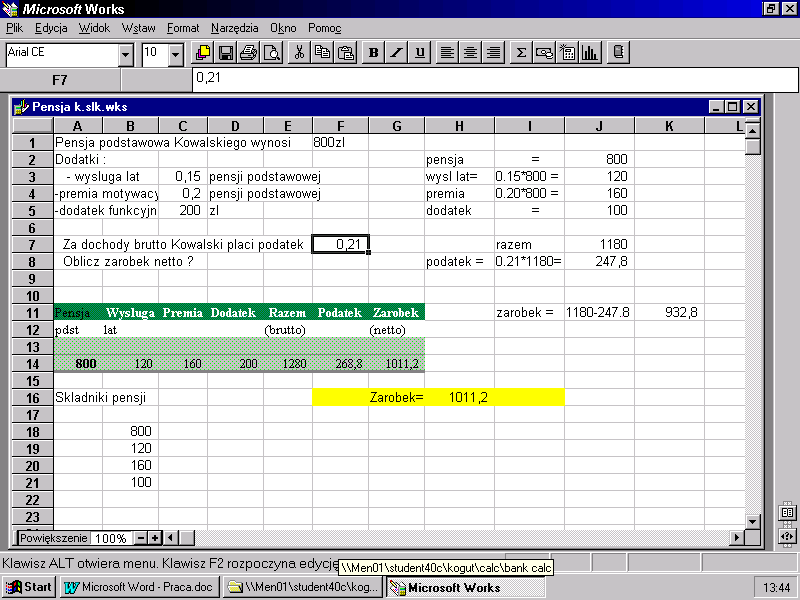 Microsoft Works
Plik Edycja Widok Wstaw Format Narzędzia Okno Pomoc
Arial CE 10 B I U Σ
F7 0,21
Pensja k.slk.wks
A B C D E F G H I J K L
1 Pensja podstawowa Kowalskiego wynosi 800zl
2 Dodatki : pensja = 800
3 - wysluga lat 0,15 pensji podstawowej wysl lat= 0.15*800 = 120
4 -premia motywacy 0,2 pensji podstawowej premia 0.20*800 = 160
5 -dodatek funkcyjn 200 zl dodatek = 100
6
7 Za dochody brutto Kowalski placi podatek 0,21 razem 1180
8 Oblicz zarobek netto ? podatek = 0.21*1180= 247,8
9
10
11 Pensja Wysluga Premia Dodatek Razem Podatek Zarobek zarobek = 1180-247.8 932,8
12 pdst lat (brutto) (netto)
13
14 800 120 160 200 1280 268,8 1011,2
15
16 Skladniki pensji Zarobek= 1011,2
17
18 800
19 120
20 160
21 100
22
23
Powiększenie 100%
Klawisz ALT otwiera menu. Klawisz F2 rozpoczyna edycję
\\Men01\student40c\kogut\calc\bank calc
Start Microsoft Word - Praca.doc \\Men01\student40c\kog... Microsoft Works 13:44